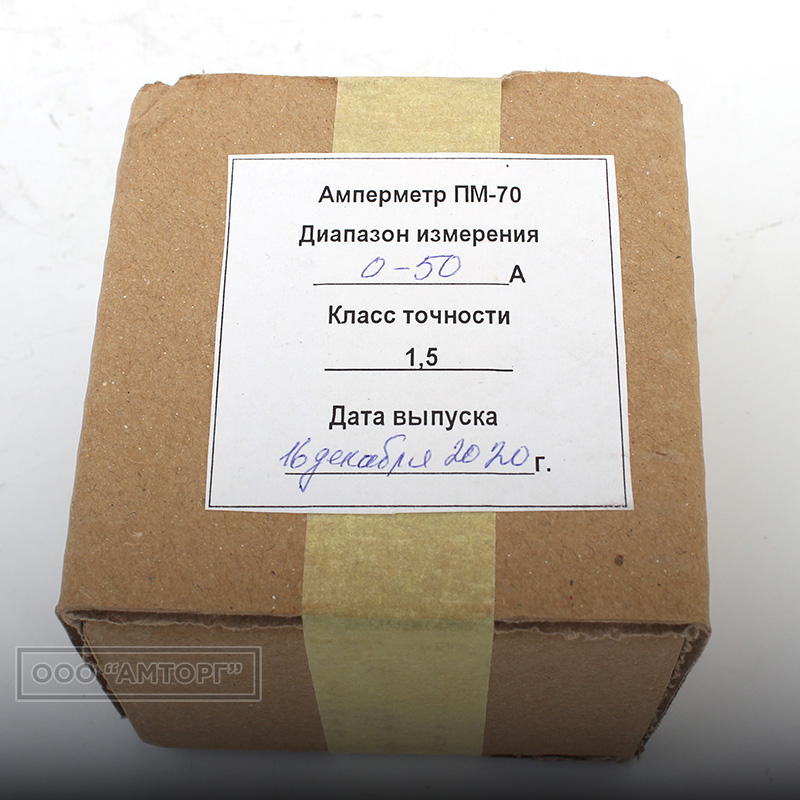 Амперметр ПМ-70
Диапазон измерения
0-50 А
Класс точности
1,5
Дата выпуска
16 декабря 2020 г.
ООО "АМТОРГ"